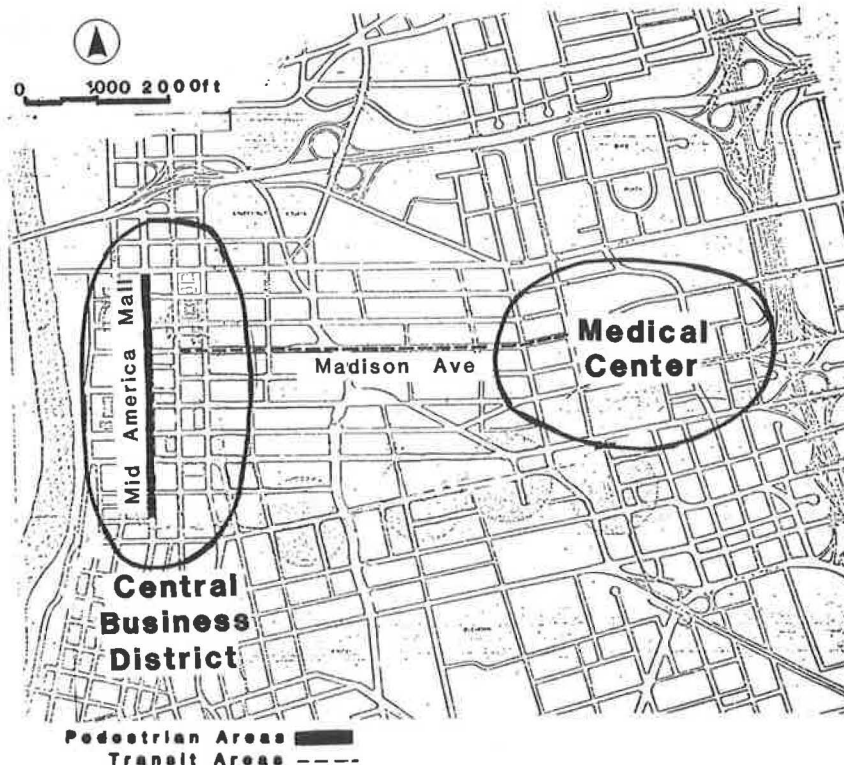 0 1000 2000ft
Mid America Mall
Madison Ave
Medical
Center
Central
Business
District
Pedestrian Areas
Transit Areas